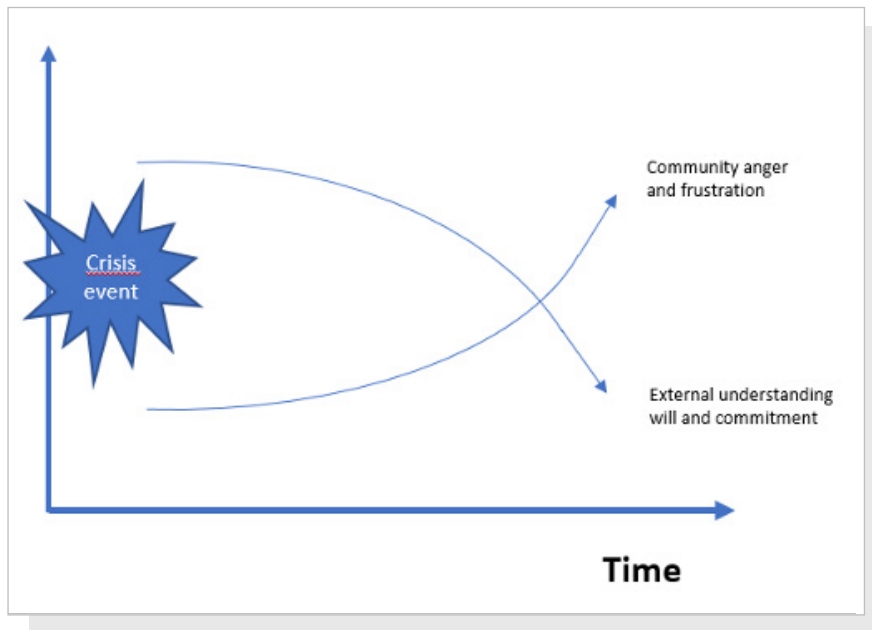 Community anger
and frustration
Crisis
event
External understanding
will and commitment
Time